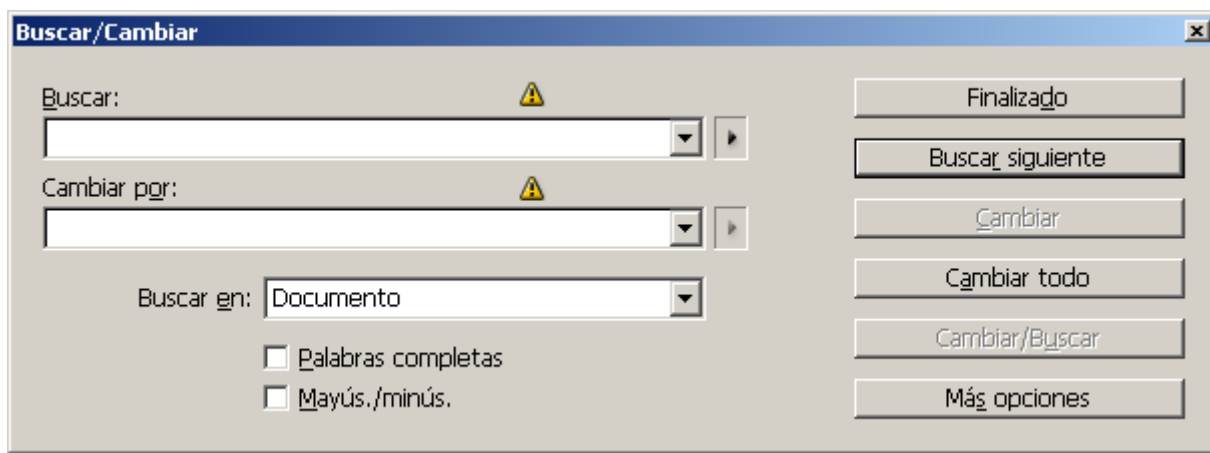 Buscar/Cambiar
Buscar:
Cambiar por:
Buscar en: Documento
Palabras completas
Mayús./minús.
Finalizado
Buscar siguiente
Cambiar
Cambiar todo
Cambiar/Buscar
Más opciones